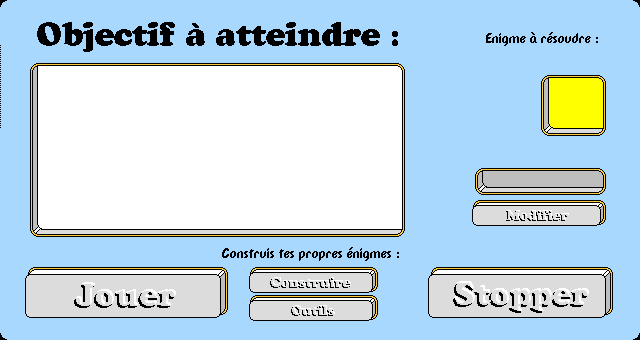 Objectif à atteindre :
Enigme à résoudre :
Modifier
Construis tes propres énigmes :
Jouer
Construire
Outils
Stopper